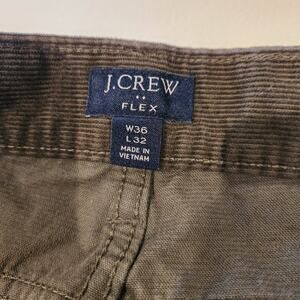 J.CREW
FLEX
W36
L32
MADE IN
VIETNAM